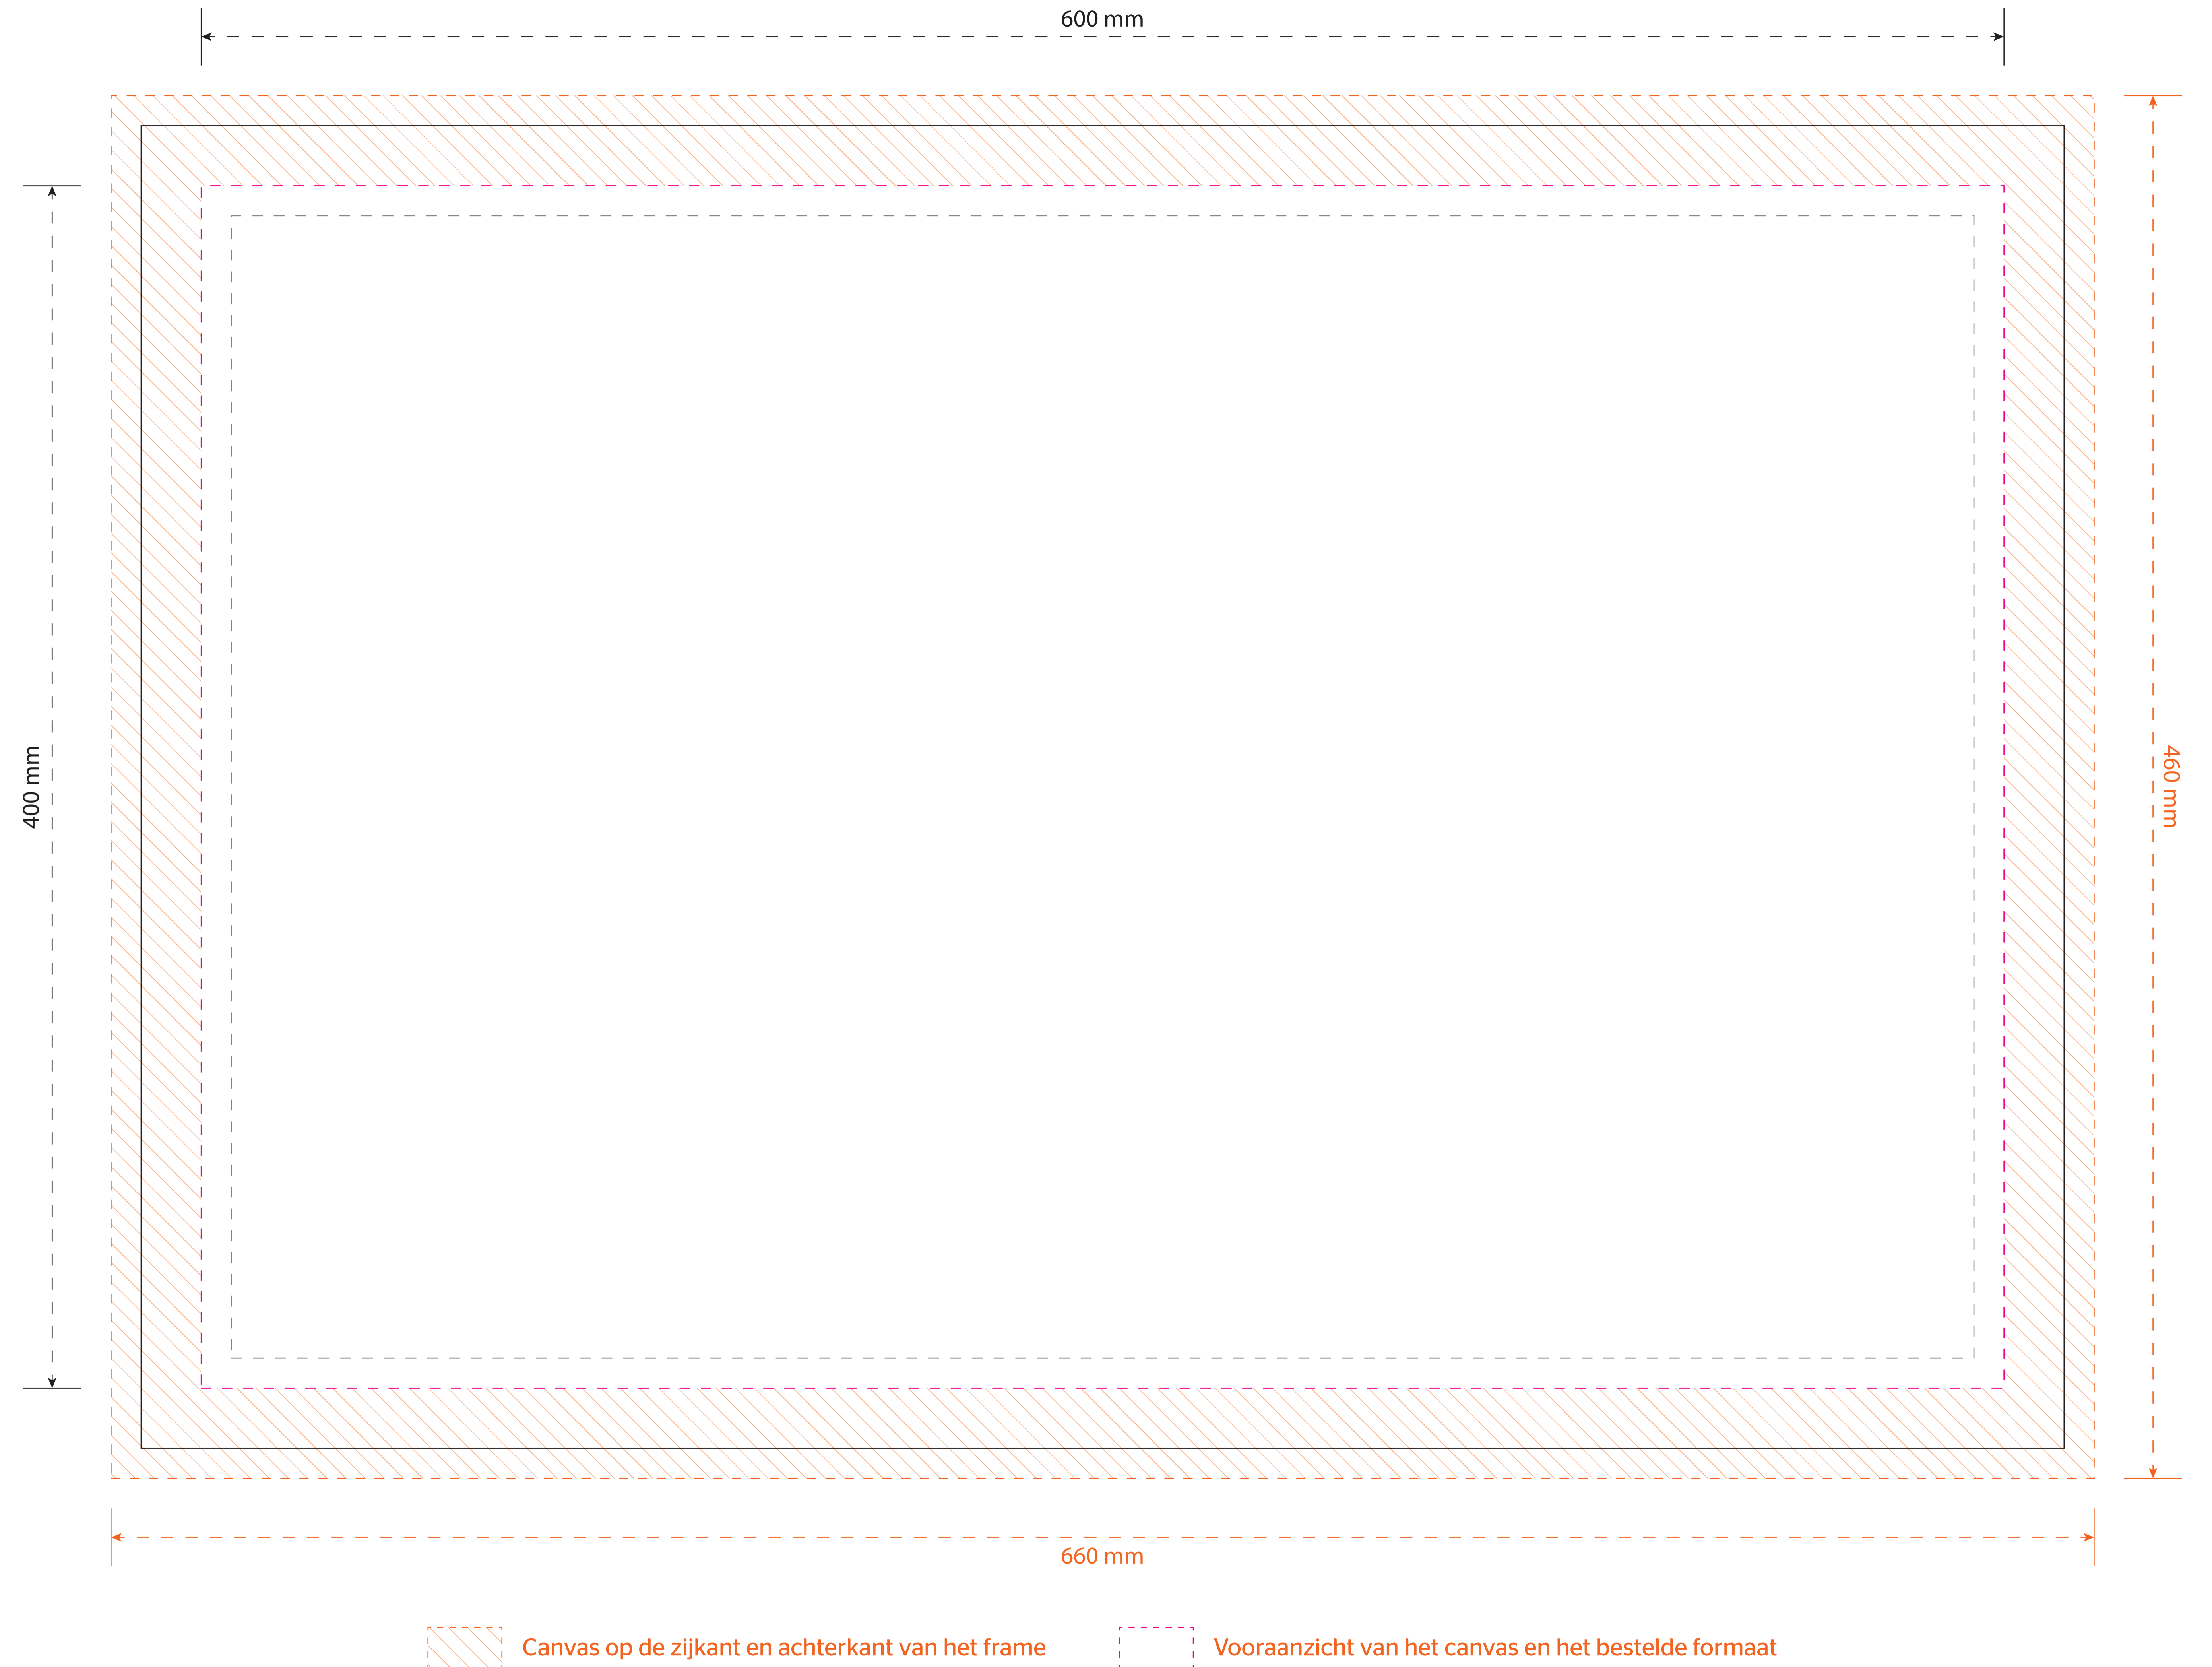 600 mm
400 mm
460 mm
660 mm
Canvas op de zijkant en achterkant van het frame
Vooraanzicht van het canvas en het bestelde formaat